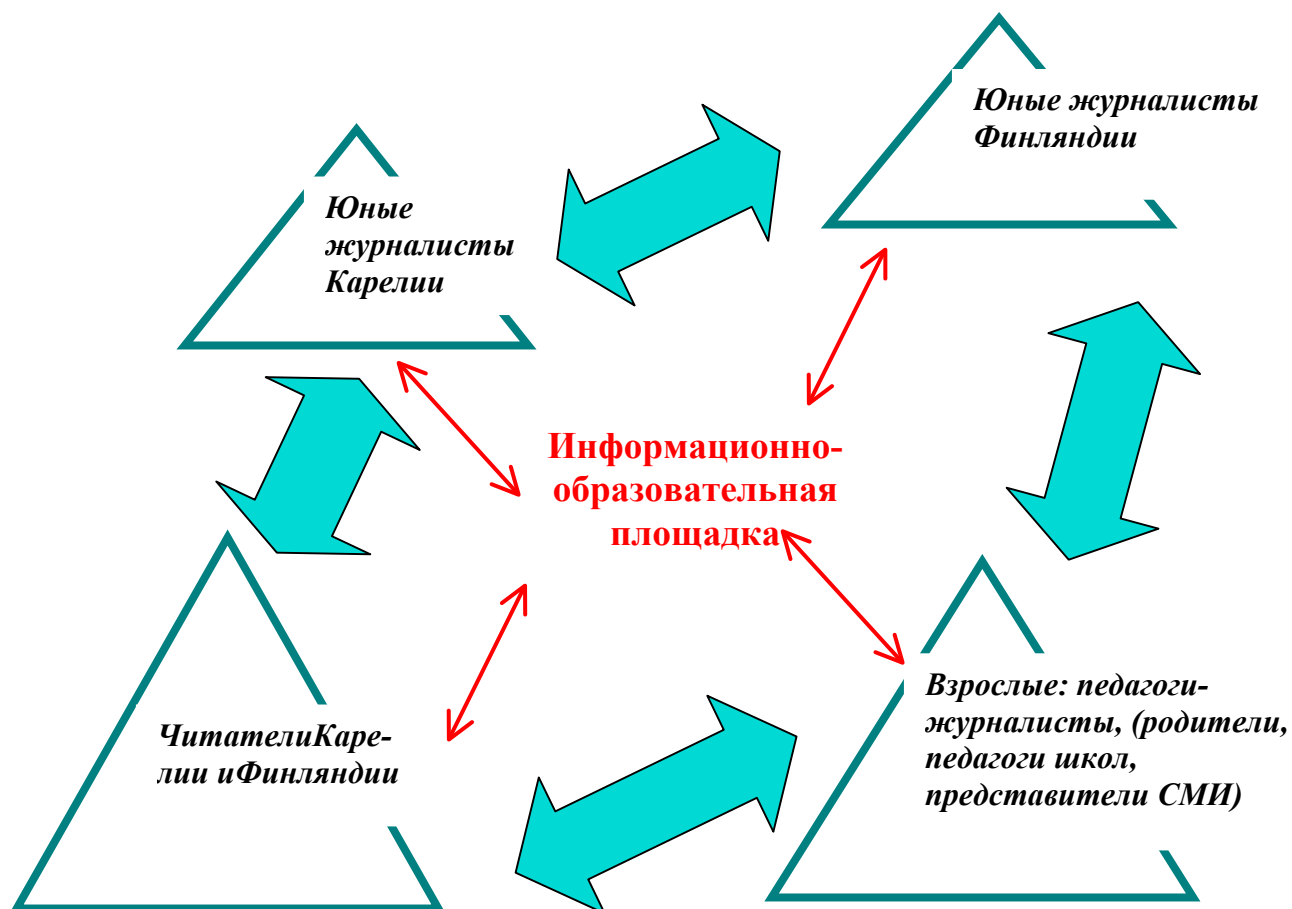 Юные журналисты
Финляндии
Юные
журналисты
Карелии
Информационно-
образовательная
площадка
Взрослые: педагоги-
журналисты, (родители,
педагоги школ,
представители СМИ)
ЧитателиКаре-
лии иФинляндии